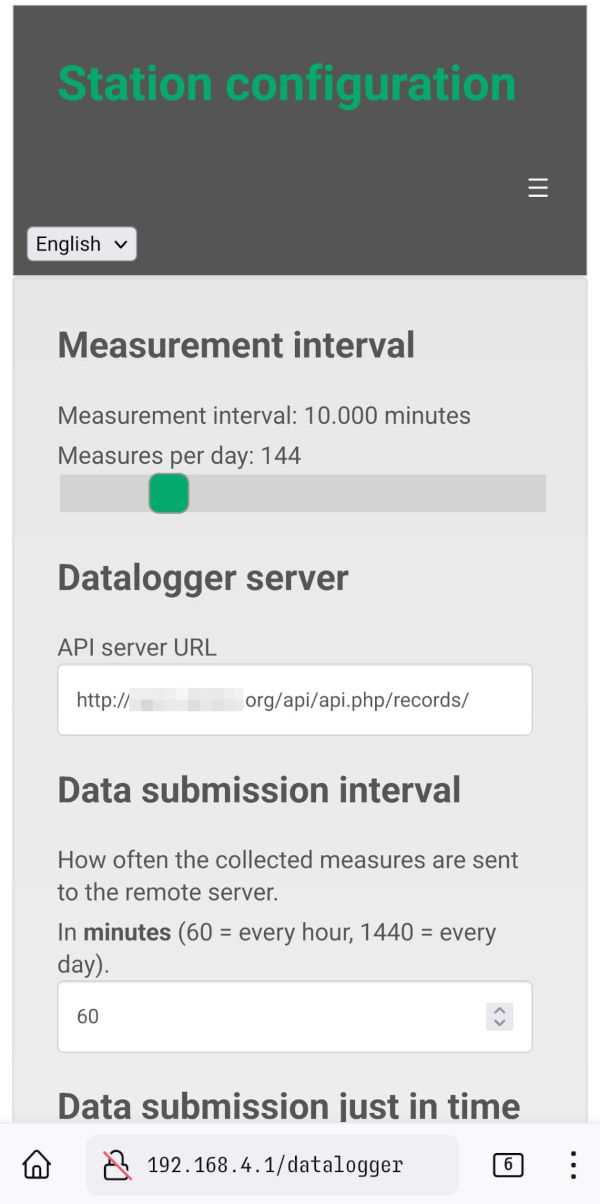 Station configuration
☰
English
Measurement interval
Measurement interval: 10.000 minutes
Measures per day: 144
Datalogger server
API server URL
http:// org/api/api.php/records/
Data submission interval
How often the collected measures are sent
to the remote server.
In minutes (60 = every hour, 1440 = every
day).
60
Data submission just in time
192.168.4.1/datalogger
6